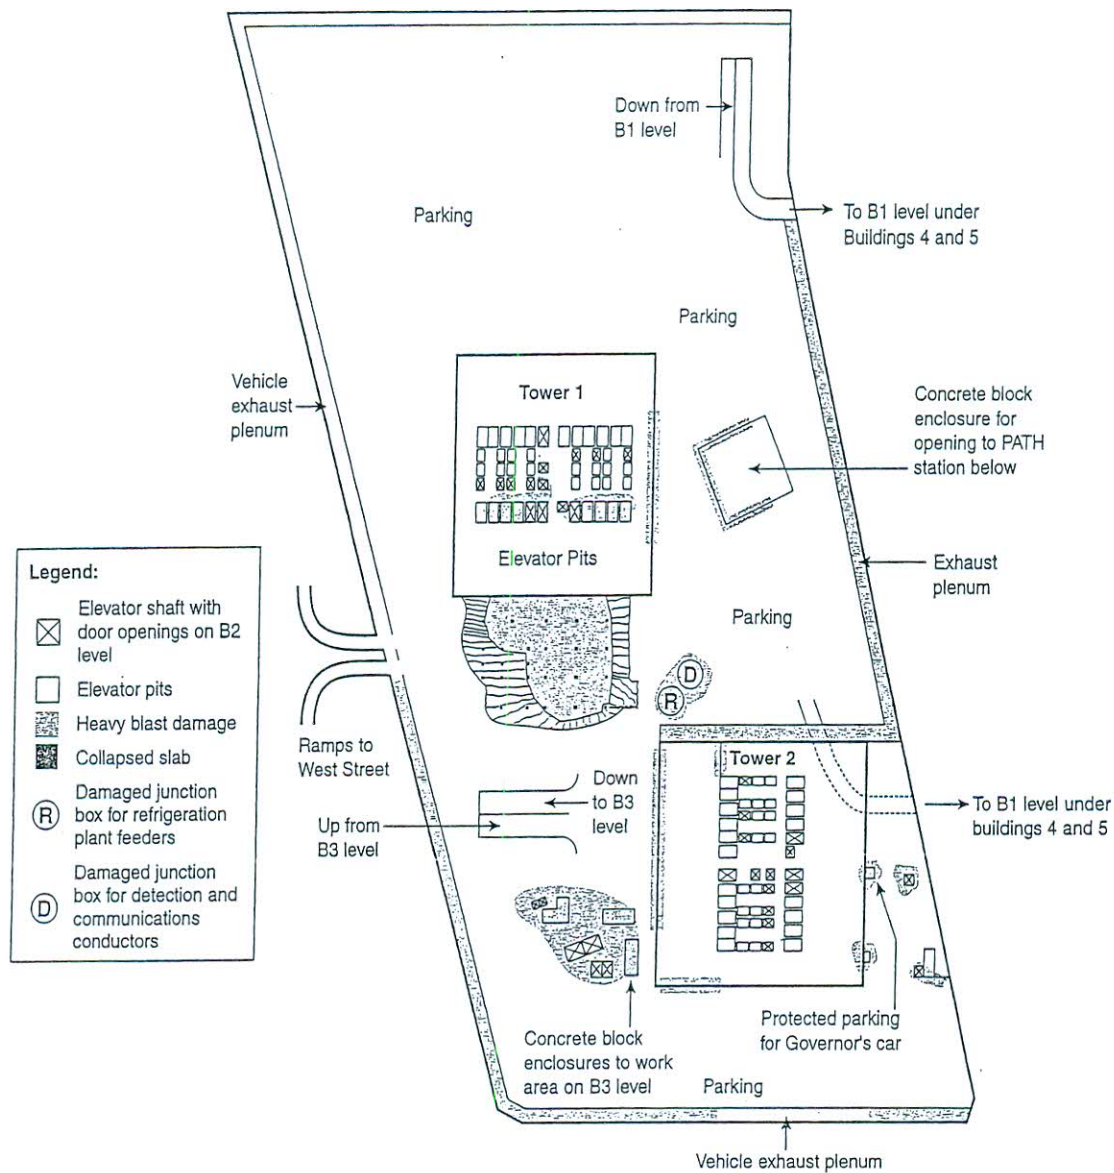 Down from
B1 level
To B1 level under
Buildings 4 and 5
Parking
Parking
Vehicle
exhaust
plenum
Tower 1
Concrete block
enclosure for
opening to PATH
station below
Elevator Pits
Exhaust
plenum
Parking
Legend:
Elevator shaft with
door openings on B2
level
Elevator pits
Heavy blast damage
Collapsed slab
R
Damaged junction
box for refrigeration
plant feeders
D
Damaged junction
box for detection and
communications
conductors
D
R
Ramps to
West Street
Tower 2
Down
to B3
level
Up from
B3 level
To B1 level under
buildings 4 and 5
Protected parking
for Governor's car
Concrete block
enclosures to work
area on B3 level
Parking
Vehicle exhaust plenum